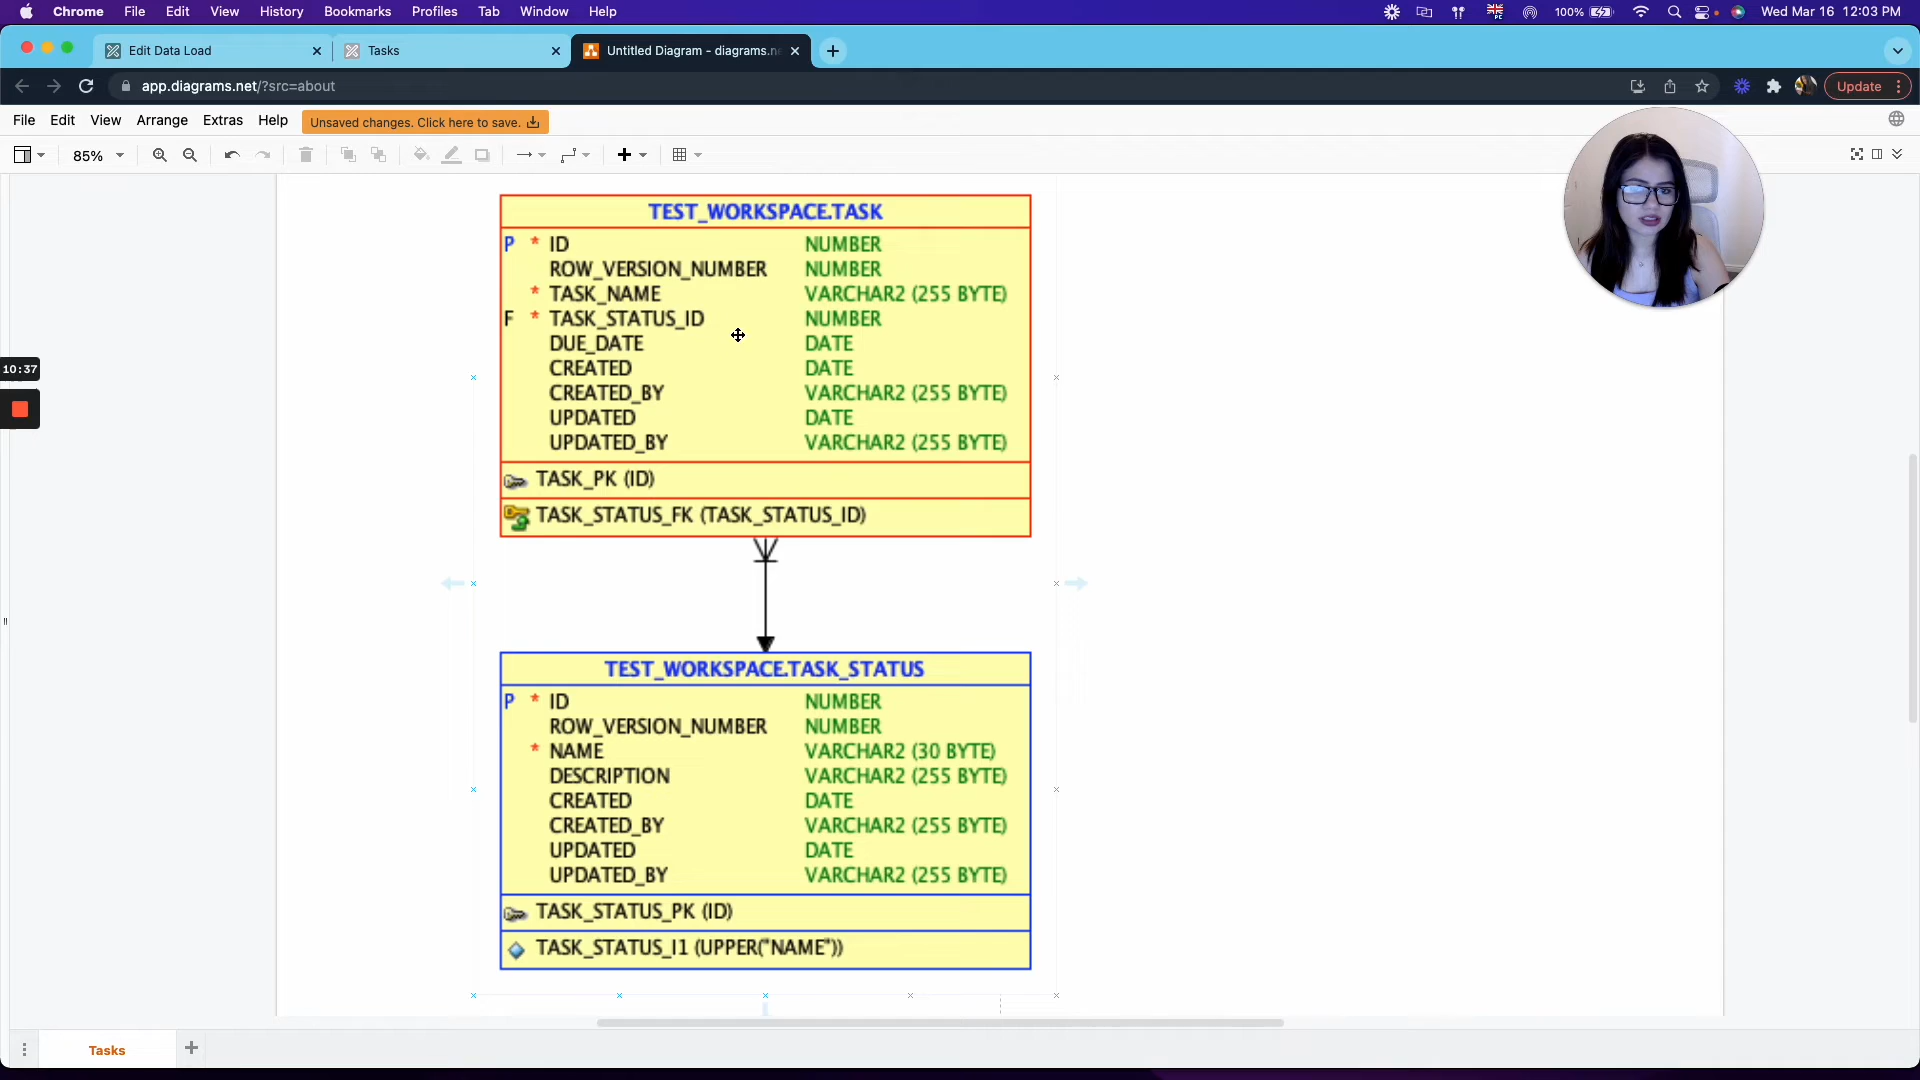 Chrome File Edit View History Bookmarks Profiles Tab Window Help 100% Wed Mar 16 12:03 PM
Edit Data Load Tasks Untitled Diagram - diagrams.ne
app.diagrams.net/?src=about Update
File Edit View Arrange Extras Help Unsaved changes. Click here to save.
85%
TEST_WORKSPACE.TASK
P * ID NUMBER
ROW_VERSION_NUMBER NUMBER
* TASK_NAME VARCHAR2 (255 BYTE)
F * TASK_STATUS_ID NUMBER
DUE_DATE DATE
CREATED DATE
CREATED_BY VARCHAR2 (255 BYTE)
UPDATED DATE
UPDATED_BY VARCHAR2 (255 BYTE)
TASK_PK (ID)
TASK_STATUS_FK (TASK_STATUS_ID)
10:37
TEST_WORKSPACE.TASK_STATUS
P * ID NUMBER
ROW_VERSION_NUMBER NUMBER
* NAME VARCHAR2 (30 BYTE)
DESCRIPTION VARCHAR2 (255 BYTE)
CREATED DATE
CREATED_BY VARCHAR2 (255 BYTE)
UPDATED DATE
UPDATED_BY VARCHAR2 (255 BYTE)
TASK_STATUS_PK (ID)
TASK_STATUS_I1 (UPPER("NAME"))
Tasks